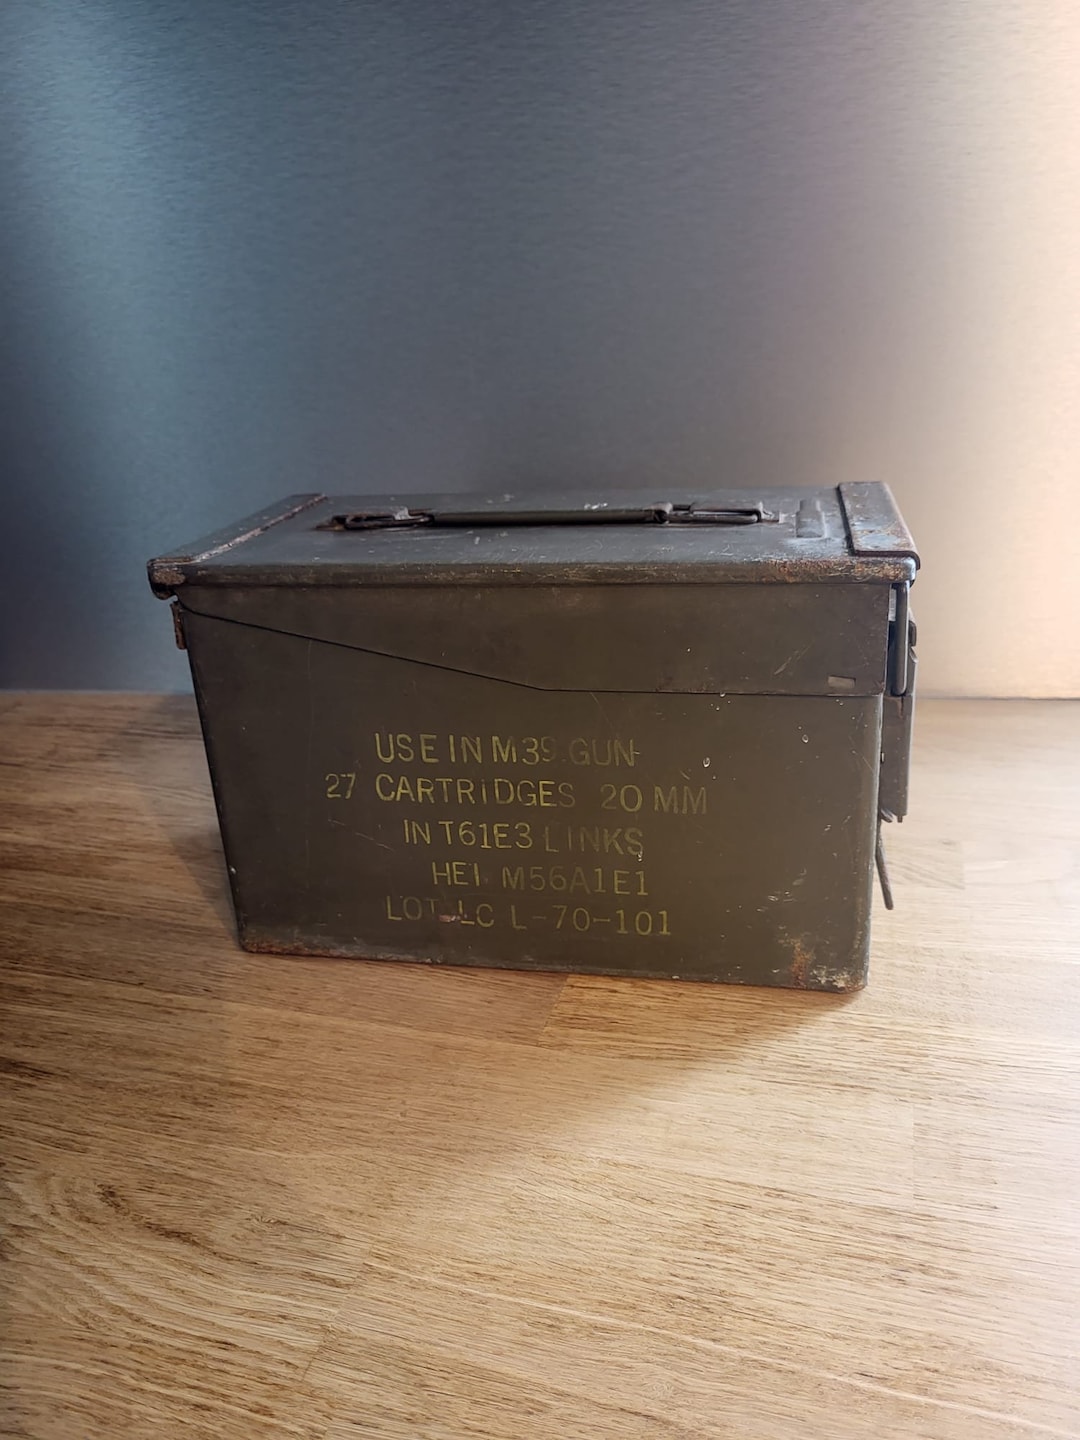 USE IN M39 GUN
27 CARTRIDGES 20 MM
IN T61E3 LINKS
HEI M56A1E1
LOT LC L-70-101